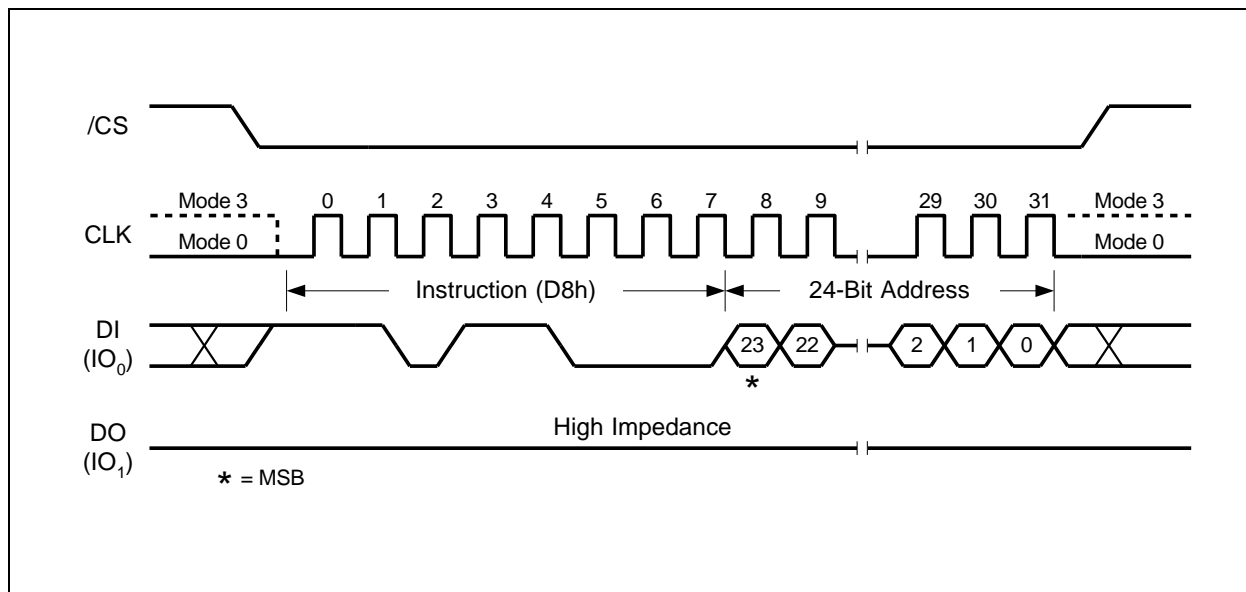 /CS
Mode 3 0 1 2 3 4 5 6 7 8 9 29 30 31 Mode 3
CLK
Mode 0 Mode 0
Instruction (D8h) 24-Bit Address
DI
(IO0)
23 22 2 1 0
*
High Impedance
DO
(IO1)
* = MSB